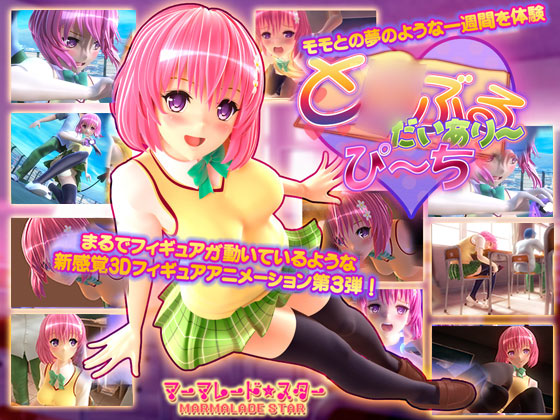 モモとの夢のような一週間を体験
と ぶる
だいありー
ぴ～ち
まるでフィギュアが動いているような
新感覚3Dフィギュアアニメーション第3弾！
マーマレード★スター
MARMALADE STAR